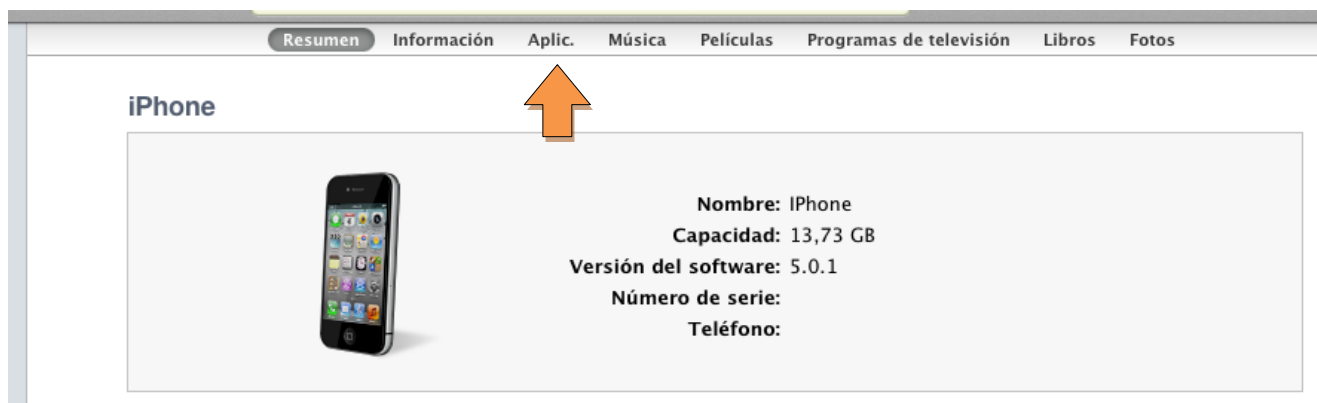 Resumen Información Aplic. Música Películas Programas de televisión Libros Fotos
iPhone
Nombre: IPhone
Capacidad: 13,73 GB
Versión del software: 5.0.1
Número de serie:
Teléfono: